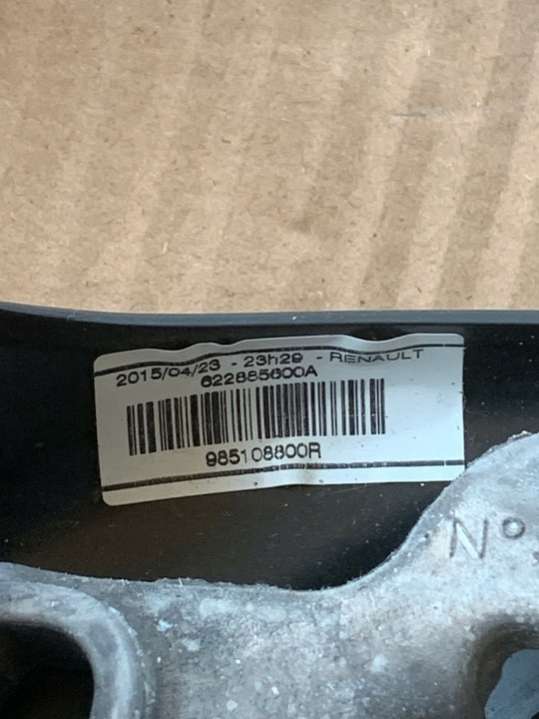 2015/04/23 - 23h29 - RENAULT
622885600A
985108800R
N°